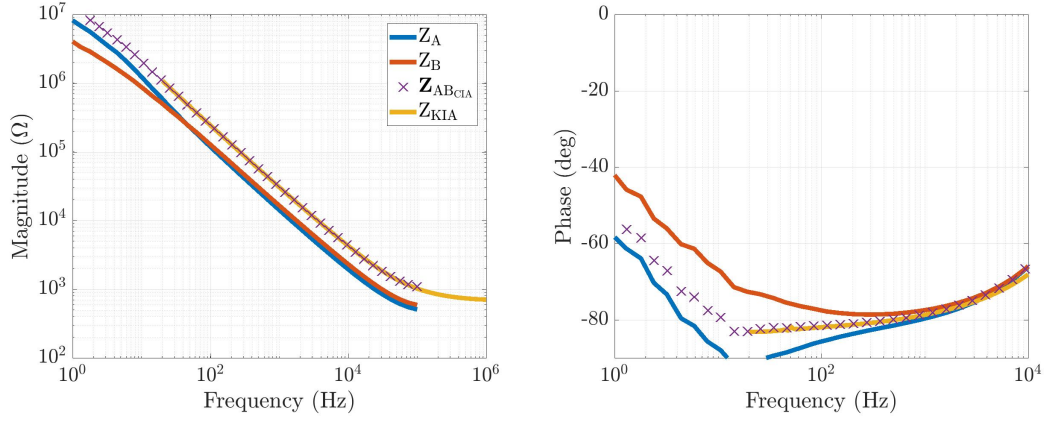 10^7
10^6
10^5
10^4
10^3
10^2
Magnitude (Ω)
10^0
10^2
10^4
10^6
Frequency (Hz)
Z_A
Z_B
Z_AB_CIA
Z_KIA
0
-20
-40
-60
-80
Phase (deg)
10^0
10^2
10^4
Frequency (Hz)